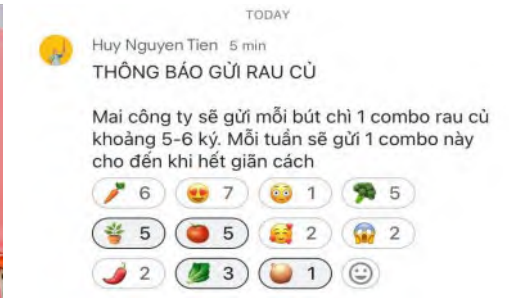 TODAY
Huy Nguyen Tien 5 min
THÔNG BÁO GỬI RAU CỦ
Mai công ty sẽ gửi mỗi bút chì 1 combo rau củ
khoảng 5-6 ký. Mỗi tuần sẽ gửi 1 combo này
cho đến khi hết giãn cách
6 7 1 5
5 5 2 2
2 3 1